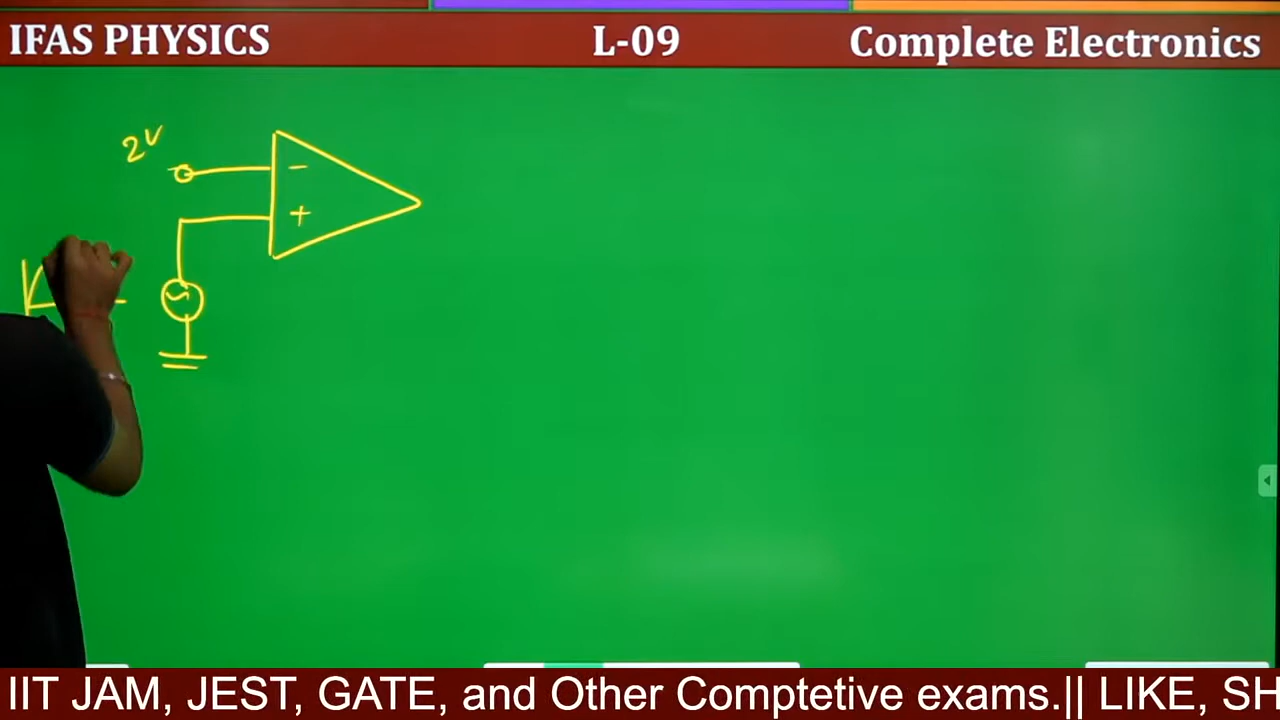 IFAS PHYSICS L-09 Complete Electronics
2V
-
+
IIT JAM, JEST, GATE, and Other Comptetive exams.|| LIKE, SH